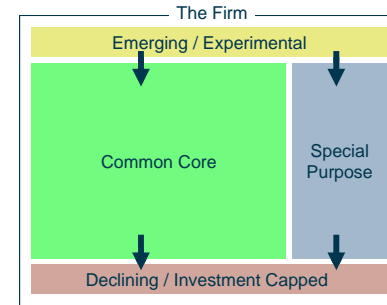 The Firm
Emerging / Experimental
Common Core
Special
Purpose
Declining / Investment Capped